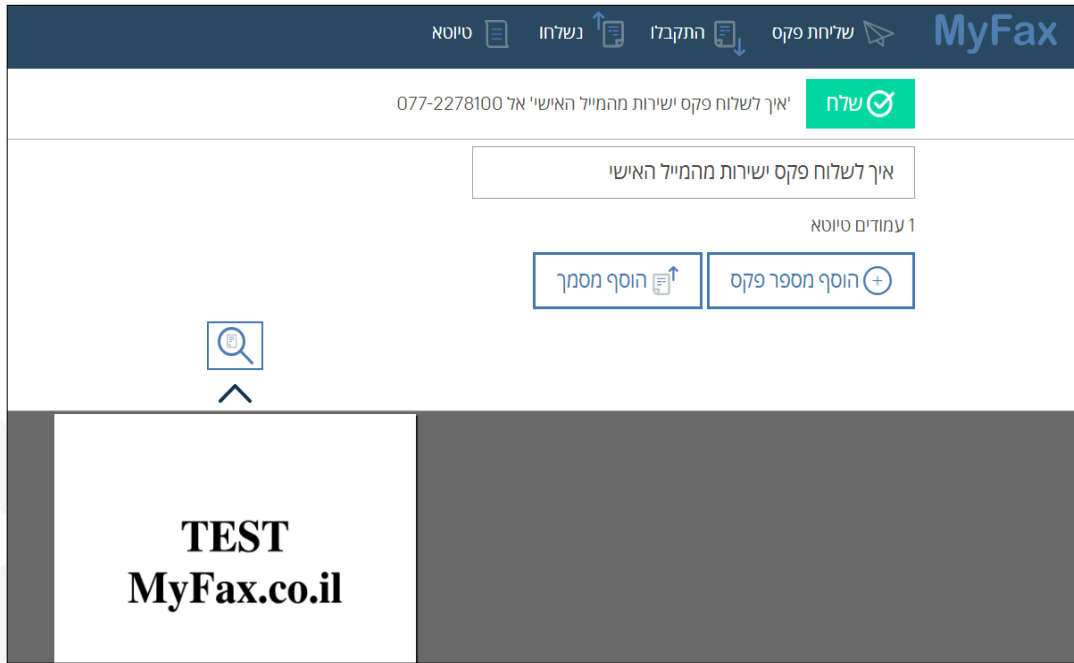 MyFax שליחת פקס התקבלו נשלחו טיוטא
שלח 'איך לשלוח פקס ישירות מהמייל האישי' אל 077-2278100
איך לשלוח פקס ישירות מהמייל האישי
1 עמודים טיוטא
הוסף מספר פקס הוסף מסמך
TEST
MyFax.co.il